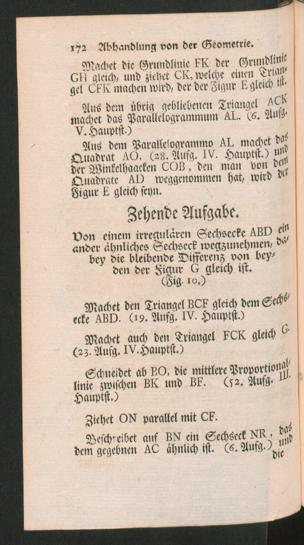 172 Abhandlung von der Geometrie.
Machet die Grundlinie FK der Grundlinie
GH gleich, und ziehet CK, welche einen Trian-
gel CFK machen wird, der der Figur E gleich ist.
Aus dem übrig gebliebenen Triangel ACK
machet das Parallelogrammum AL. (6. Aufg.
V. Hauptst.)
Aus dem Parallelogrammo AL machet das
Quadrat AO, (28. Aufg. IV. Hauptst.) und
der Winkelhaacken COB, den man von dem
Quadrate AD weggenommen hat, wird der
Figur E gleich seyn.
Zehende Aufgabe.
Von einem irregulären Sechsecke ABD ein
ander ähnliches Sechseck wegzunehmen, da-
bey die bleibende Differenz von bey-
den der Figur G gleich ist.
(Fig. 10.)
Machet den Triangel BCF gleich dem Sechs-
ecke ABD. (19. Aufg. IV. Hauptst.)
Machet auch den Triangel FCK gleich G.
(23. Aufg. IV. Hauptst.)
Schneidet ab BO, die mittlere Proportional-
linie zwischen BK und BF. (52. Aufg. III.
Hauptst.)
Ziehet ON parallel mit CF.
Beschreibet auf BN ein Sechseck NR, das
dem gegebnen AC ähnlich ist. (6. Aufg.) und
die